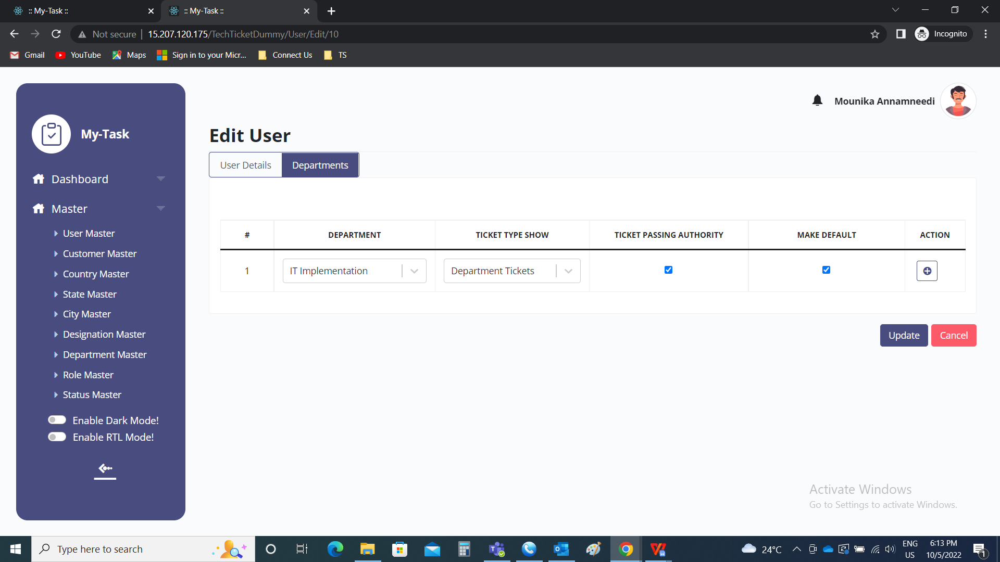 :: My-Task ::
:: My-Task ::
Not secure
15.207.120.175/TechTicketDummy/User/Edit/10
Incognito
Gmail
YouTube
Maps
Sign in to your Micr...
Connect Us
TS
Mounika Annamneedi
My-Task
Dashboard
Master
User Master
Customer Master
Country Master
State Master
City Master
Designation Master
Department Master
Role Master
Status Master
Enable Dark Mode!
Enable RTL Mode!
Edit User
User Details
Departments
# DEPARTMENT TICKET TYPE SHOW TICKET PASSING AUTHORITY MAKE DEFAULT ACTION
1 IT Implementation Department Tickets
Update
Cancel
Activate Windows
Go to Settings to activate Windows.
Type here to search
24°C
ENG
US
6:13 PM
10/5/2022
1